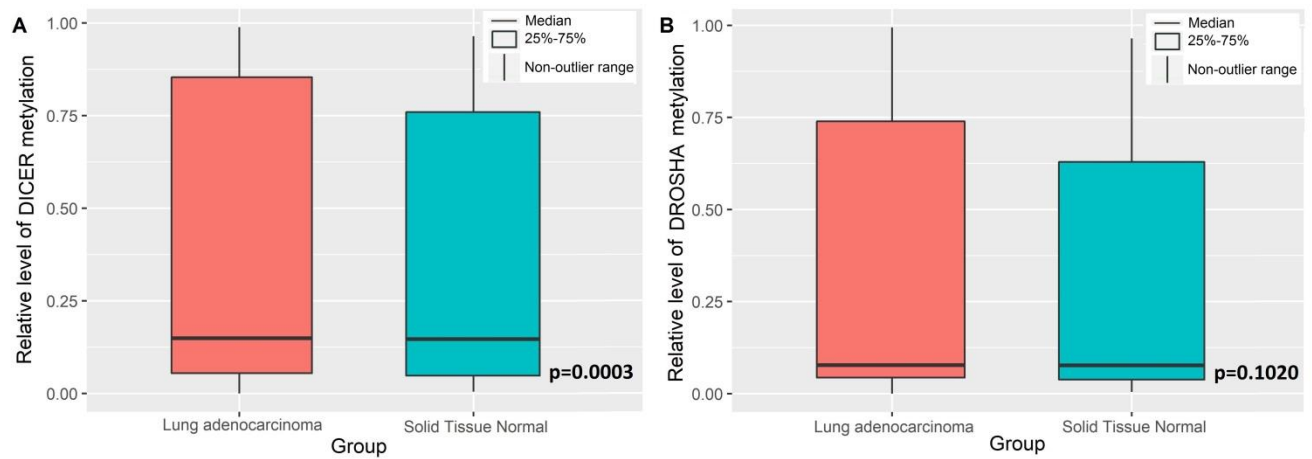 A
Relative level of DICER metylation
1.00
0.75
0.50
0.25
0.00
Median
25%-75%
Non-outlier range
p=0.0003
Lung adenocarcinoma
Solid Tissue Normal
Group
B
Relative level of DROSHA metylation
1.00
0.75
0.50
0.25
0.00
Median
25%-75%
Non-outlier range
p=0.1020
Lung adenocarcinoma
Solid Tissue Normal
Group